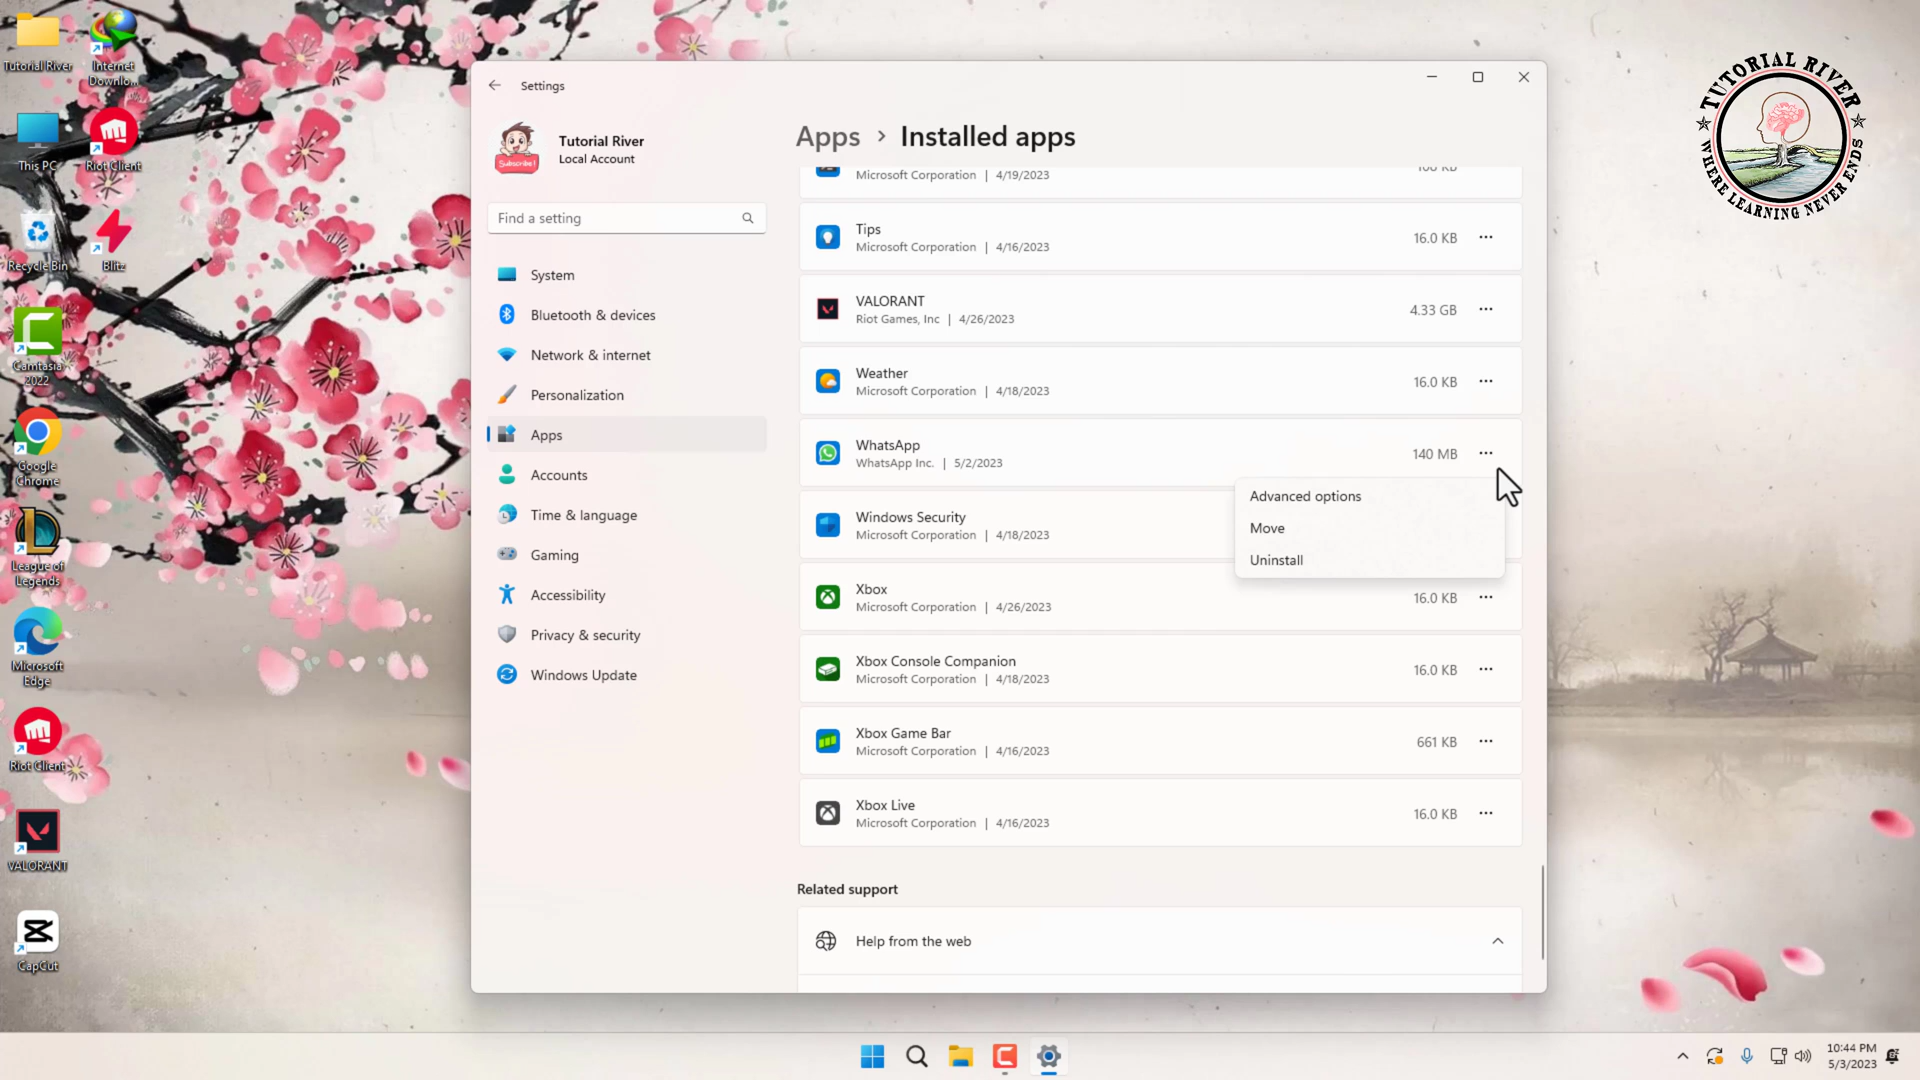 Tutorial River
Internet
Downlo...
This PC
Riot Client
Recycle Bin
Blitz
Camtasia
2022
Google
Chrome
League of
Legends
Microsoft
Edge
Riot Client
VALORANT
CapCut
Settings
Tutorial River
Local Account
Subscribe!
Find a setting
System
Bluetooth & devices
Network & internet
Personalization
Apps
Accounts
Time & language
Gaming
Accessibility
Privacy & security
Windows Update
Apps > Installed apps
Microsoft Corporation | 4/19/2023
Tips
Microsoft Corporation | 4/16/2023
16.0 KB
VALORANT
Riot Games, Inc | 4/26/2023
4.33 GB
Weather
Microsoft Corporation | 4/18/2023
16.0 KB
WhatsApp
WhatsApp Inc. | 5/2/2023
140 MB
Advanced options
Move
Uninstall
Windows Security
Microsoft Corporation | 4/18/2023
Xbox
Microsoft Corporation | 4/26/2023
16.0 KB
Xbox Console Companion
Microsoft Corporation | 4/18/2023
16.0 KB
Xbox Game Bar
Microsoft Corporation | 4/16/2023
661 KB
Xbox Live
Microsoft Corporation | 4/16/2023
16.0 KB
Related support
Help from the web
TUTORIAL RIVER
WHERE LEARNING NEVER ENDS
10:44 PM
5/3/2023